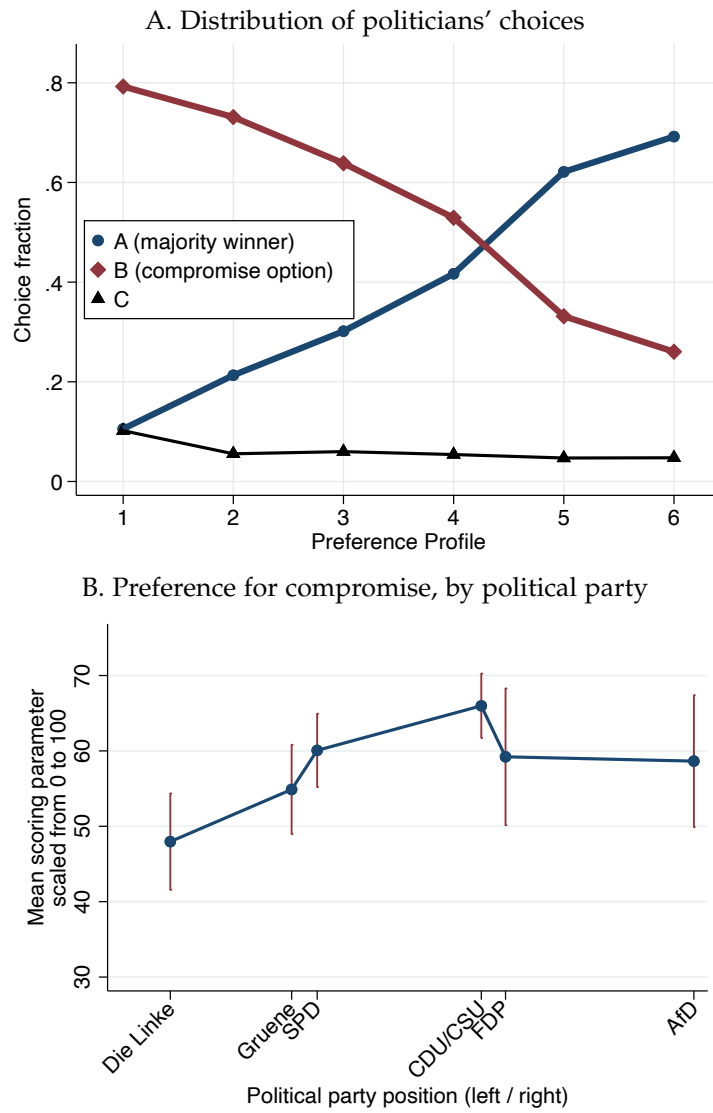 A. Distribution of politicians’ choices
.8
.6
.4
.2
0
Choice fraction
A (majority winner)
B (compromise option)
C
1 2 3 4 5 6
Preference Profile
B. Preference for compromise, by political party
70
60
50
40
30
Mean scoring parameter
scaled from 0 to 100
Die Linke
Gruene
SPD
CDU/CSU
FDP
AfD
Political party position (left / right)